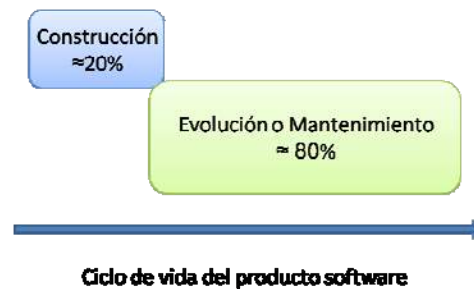 Construcción
≈20%
Evolución o Mantenimiento
≈ 80%
Ciclo de vida del producto software